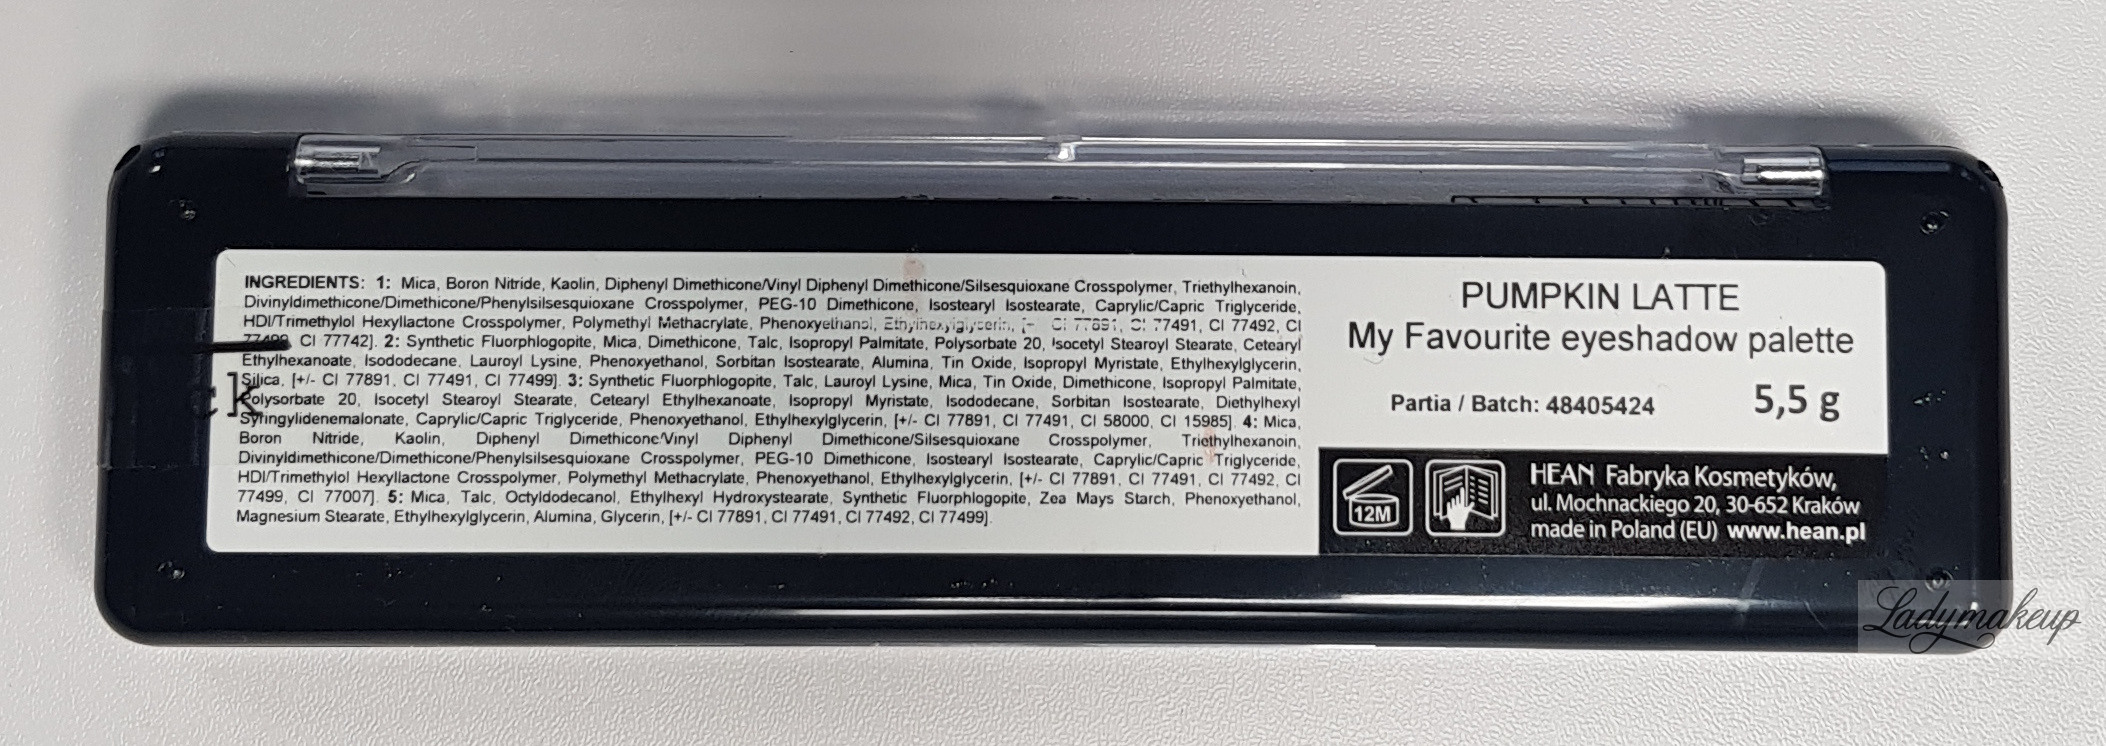 INGREDIENTS: 1: Mica, Boron Nitride, Kaolin, Diphenyl Dimethicone/Vinyl Diphenyl Dimethicone/Silsesquioxane Crosspolymer, Triethylhexanoin,
Divinyldimethicone/Dimethicone/Phenylsilsesquioxane Crosspolymer, PEG-10 Dimethicone, Isostearyl Isostearate, Caprylic/Capric Triglyceride,
HDI/Trimethylol Hexyllactone Crosspolymer, Polymethyl Methacrylate, Phenoxyethanol, Ethylhexylglycerin, [+ CI 77891, CI 77491, CI 77492, CI
77499, CI 77742]. 2: Synthetic Fluorphlogopite, Mica, Dimethicone, Talc, Isopropyl Palmitate, Polysorbate 20, Isocetyl Stearoyl Stearate, Cetearyl
Ethylhexanoate, Isododecane, Lauroyl Lysine, Phenoxyethanol, Sorbitan Isostearate, Alumina, Tin Oxide, Isopropyl Myristate, Ethylhexylglycerin,
Silica, [+/- CI 77891, CI 77491, CI 77499]. 3: Synthetic Fluorphlogopite, Talc, Lauroyl Lysine, Mica, Tin Oxide, Dimethicone, Isopropyl Palmitate,
Polysorbate 20, Isocetyl Stearoyl Stearate, Cetearyl Ethylhexanoate, Isopropyl Myristate, Isododecane, Sorbitan Isostearate, Diethylhexyl
Syringylidenemalonate, Caprylic/Capric Triglyceride, Phenoxyethanol, Ethylhexylglycerin, [+/- CI 77891, CI 77491, CI 58000, CI 15985]. 4: Mica,
Boron Nitride, Kaolin, Diphenyl Dimethicone/Vinyl Diphenyl Dimethicone/Silsesquioxane Crosspolymer, Triethylhexanoin,
Divinyldimethicone/Dimethicone/Phenylsilsesquioxane Crosspolymer, PEG-10 Dimethicone, Isostearyl Isostearate, Caprylic/Capric Triglyceride,
HDI/Trimethylol Hexyllactone Crosspolymer, Polymethyl Methacrylate, Phenoxyethanol, Ethylhexylglycerin, [+/- CI 77891, CI 77491, CI 77492, CI
77499, CI 77007]. 5: Mica, Talc, Octyldodecanol, Ethylhexyl Hydroxystearate, Synthetic Fluorphlogopite, Zea Mays Starch, Phenoxyethanol,
Magnesium Stearate, Ethylhexylglycerin, Alumina, Glycerin, [+/- CI 77891, CI 77491, CI 77492, CI 77499].
PUMPKIN LATTE
My Favourite eyeshadow palette
Partia / Batch: 48405424 5,5 g
12M
HEAN Fabryka Kosmetyków,
ul. Mochnackiego 20, 30-652 Kraków
made in Poland (EU) www.hean.pl
Ladymakeup